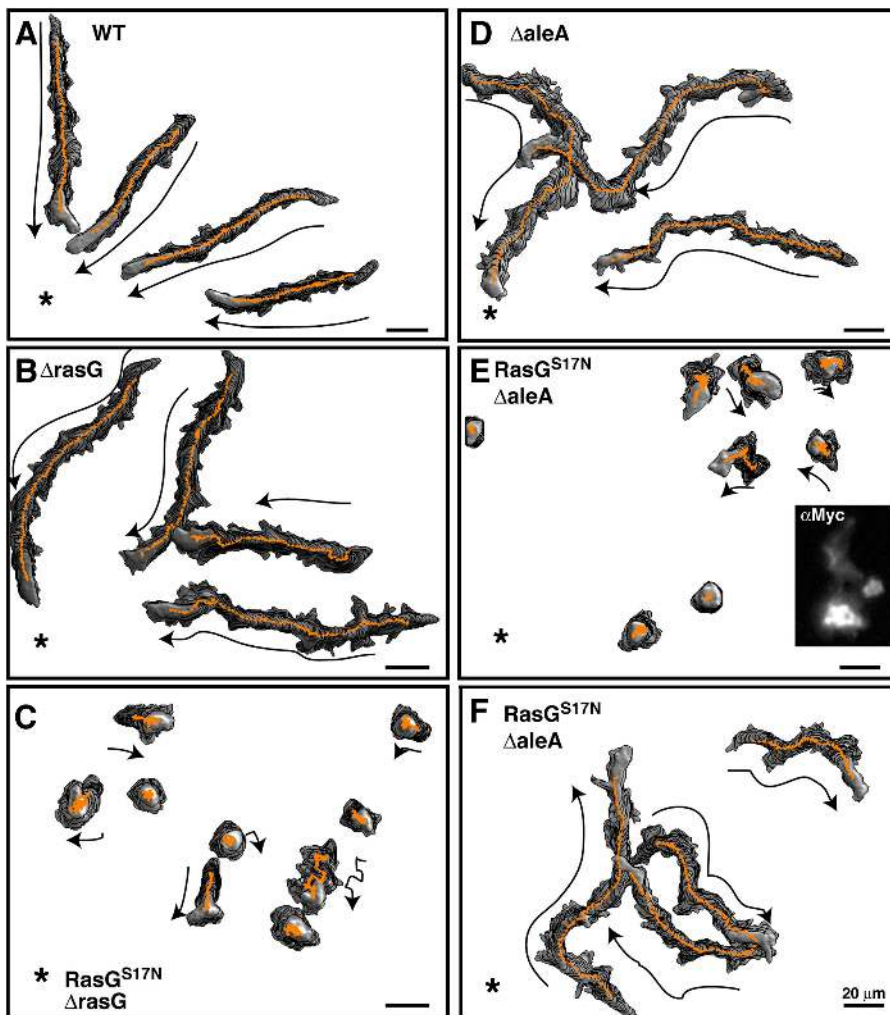 A WT
B ΔrasG
C
* RasG^S17N
ΔrasG
D ΔaleA
E RasG^S17N
ΔaleA
αMyc
F RasG^S17N
ΔaleA
20 μm